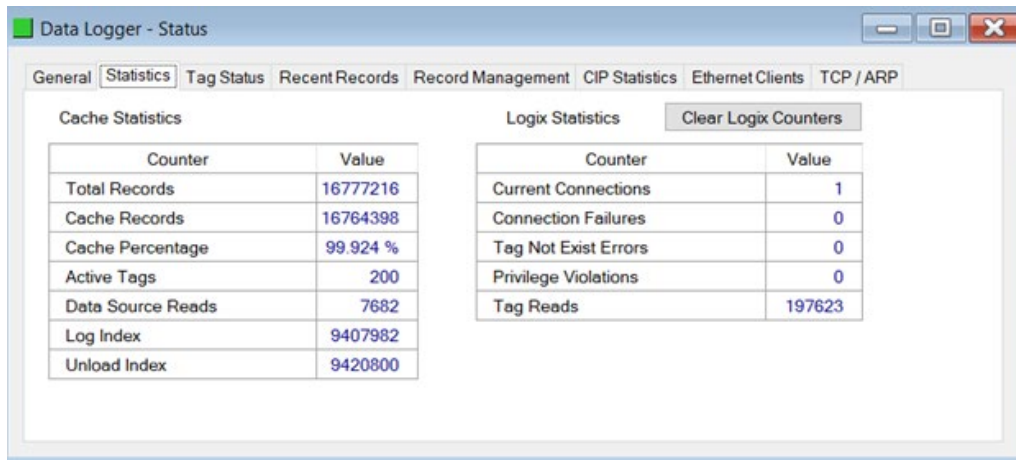 Data Logger - Status
General Statistics Tag Status Recent Records Record Management CIP Statistics Ethernet Clients TCP / ARP
Cache Statistics
Counter Value
Total Records 16777216
Cache Records 16764398
Cache Percentage 99.924 %
Active Tags 200
Data Source Reads 7682
Log Index 9407982
Unload Index 9420800
Logix Statistics Clear Logix Counters
Counter Value
Current Connections 1
Connection Failures 0
Tag Not Exist Errors 0
Privilege Violations 0
Tag Reads 197623